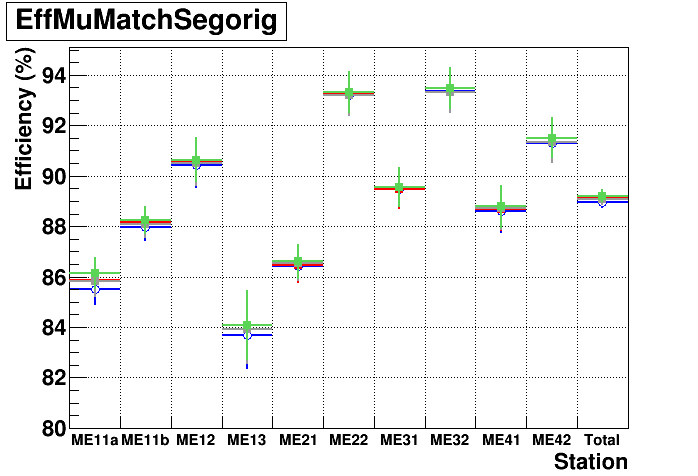 EffMuMatchSegorig
Efficiency (%)
94
92
90
88
86
84
82
80
ME11a ME11b ME12 ME13 ME21 ME22 ME31 ME32 ME41 ME42 Total
Station